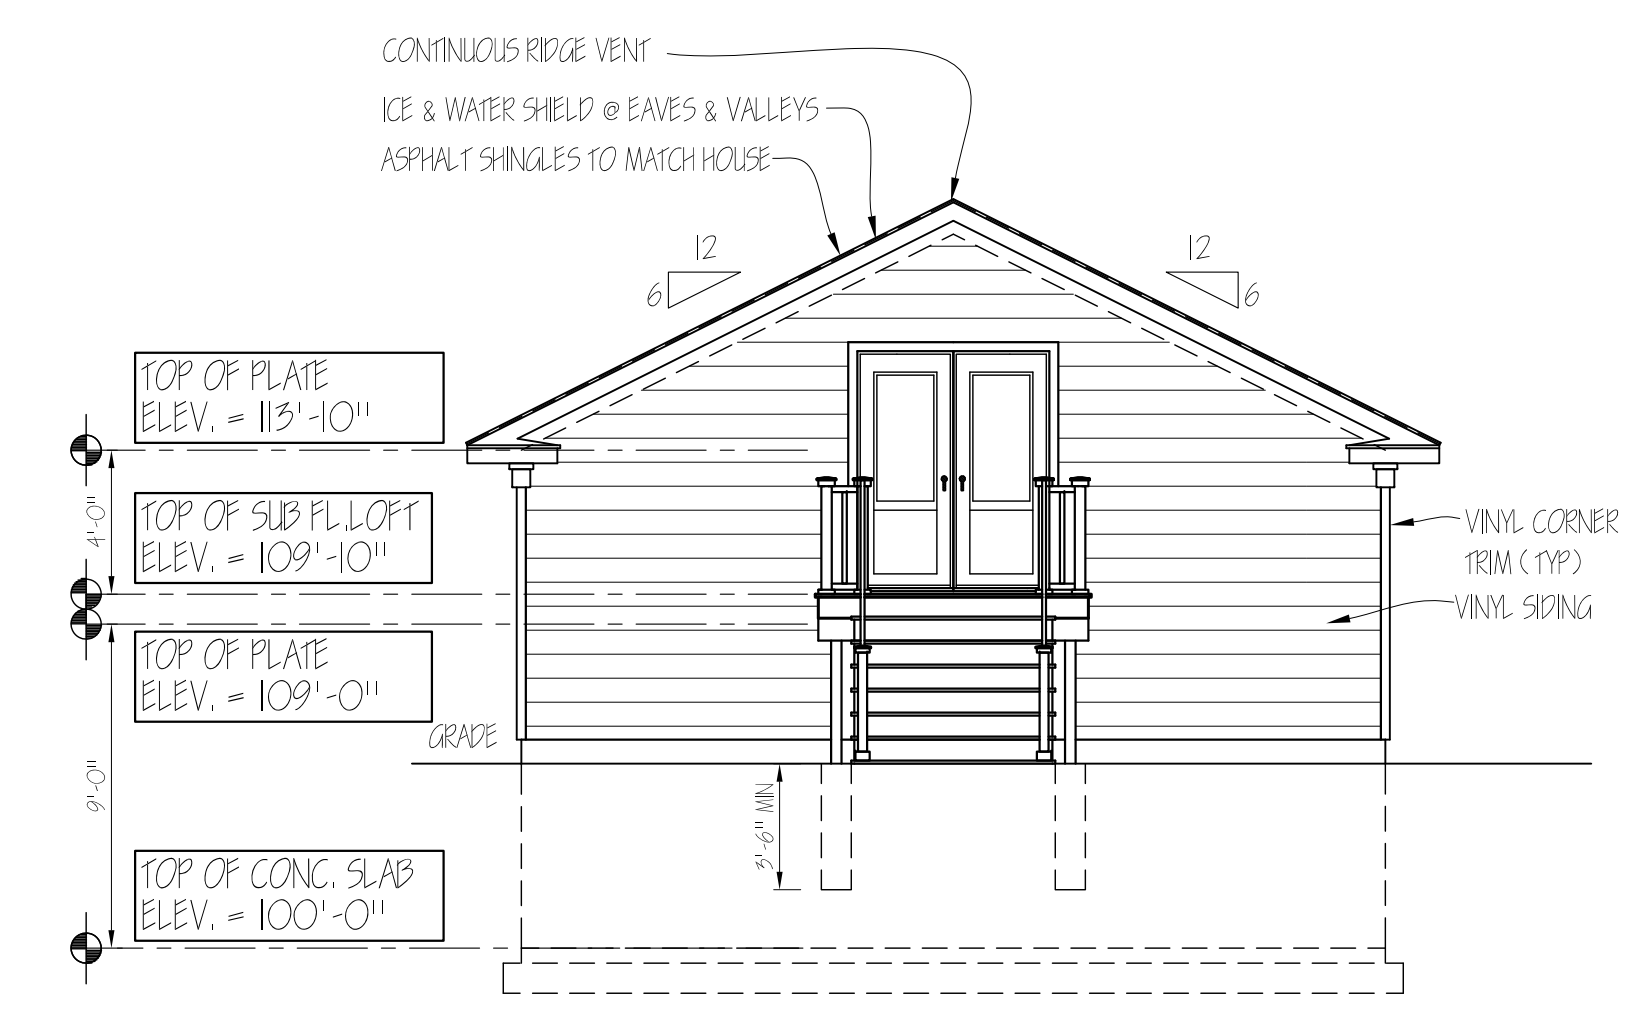 CONTINUOUS RIDGE VENT
ICE & WATER SHIELD @ EAVES & VALLEYS
ASPHALT SHINGLES TO MATCH HOUSE
12
6
12
6
TOP OF PLATE
ELEV. = 113'-10"
4'-0"
TOP OF SUB FL.LOFT
ELEV. = 109'-10"
VINYL CORNER
TRIM ( TYP)
VINYL SIDING
TOP OF PLATE
ELEV. = 109'-0"
GRADE
9'-0"
3'-6" MIN
TOP OF CONC. SLAB
ELEV. = 100'-0"